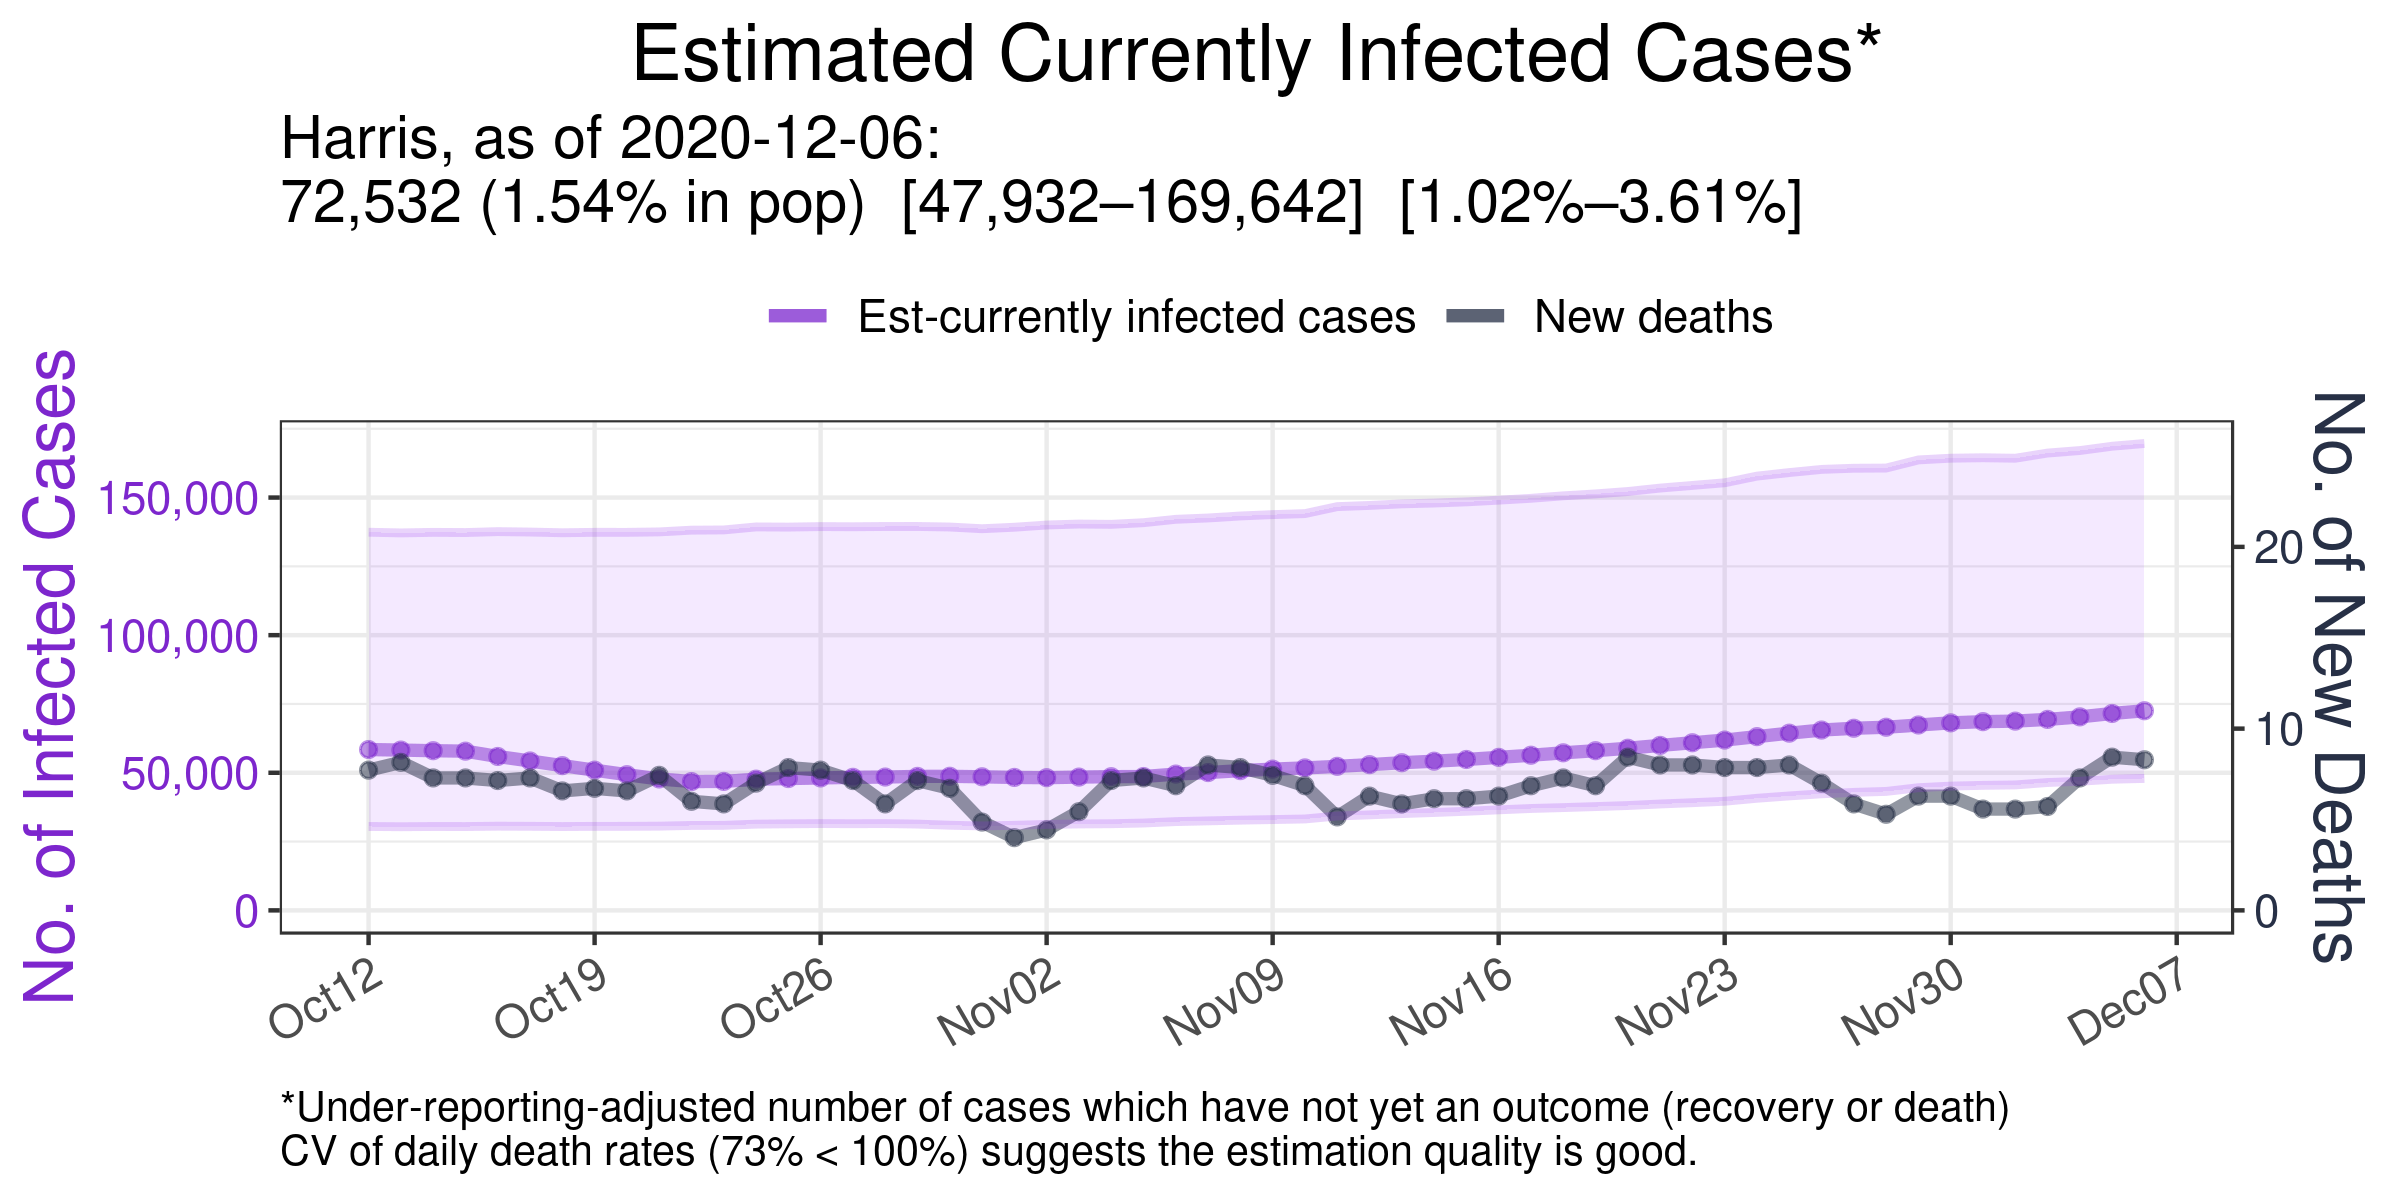 Estimated Currently Infected Cases*
Harris, as of 2020-12-06:
72,532 (1.54% in pop)  [47,932–169,642]  [1.02%–3.61%]
Est-currently infected cases
New deaths
No. of Infected Cases
150,000
100,000
50,000
0
No. of New Deaths
20
10
0
Oct12
Oct19
Oct26
Nov02
Nov09
Nov16
Nov23
Nov30
Dec07
*Under-reporting-adjusted number of cases which have not yet an outcome (recovery or death)
CV of daily death rates (73% < 100%) suggests the estimation quality is good.